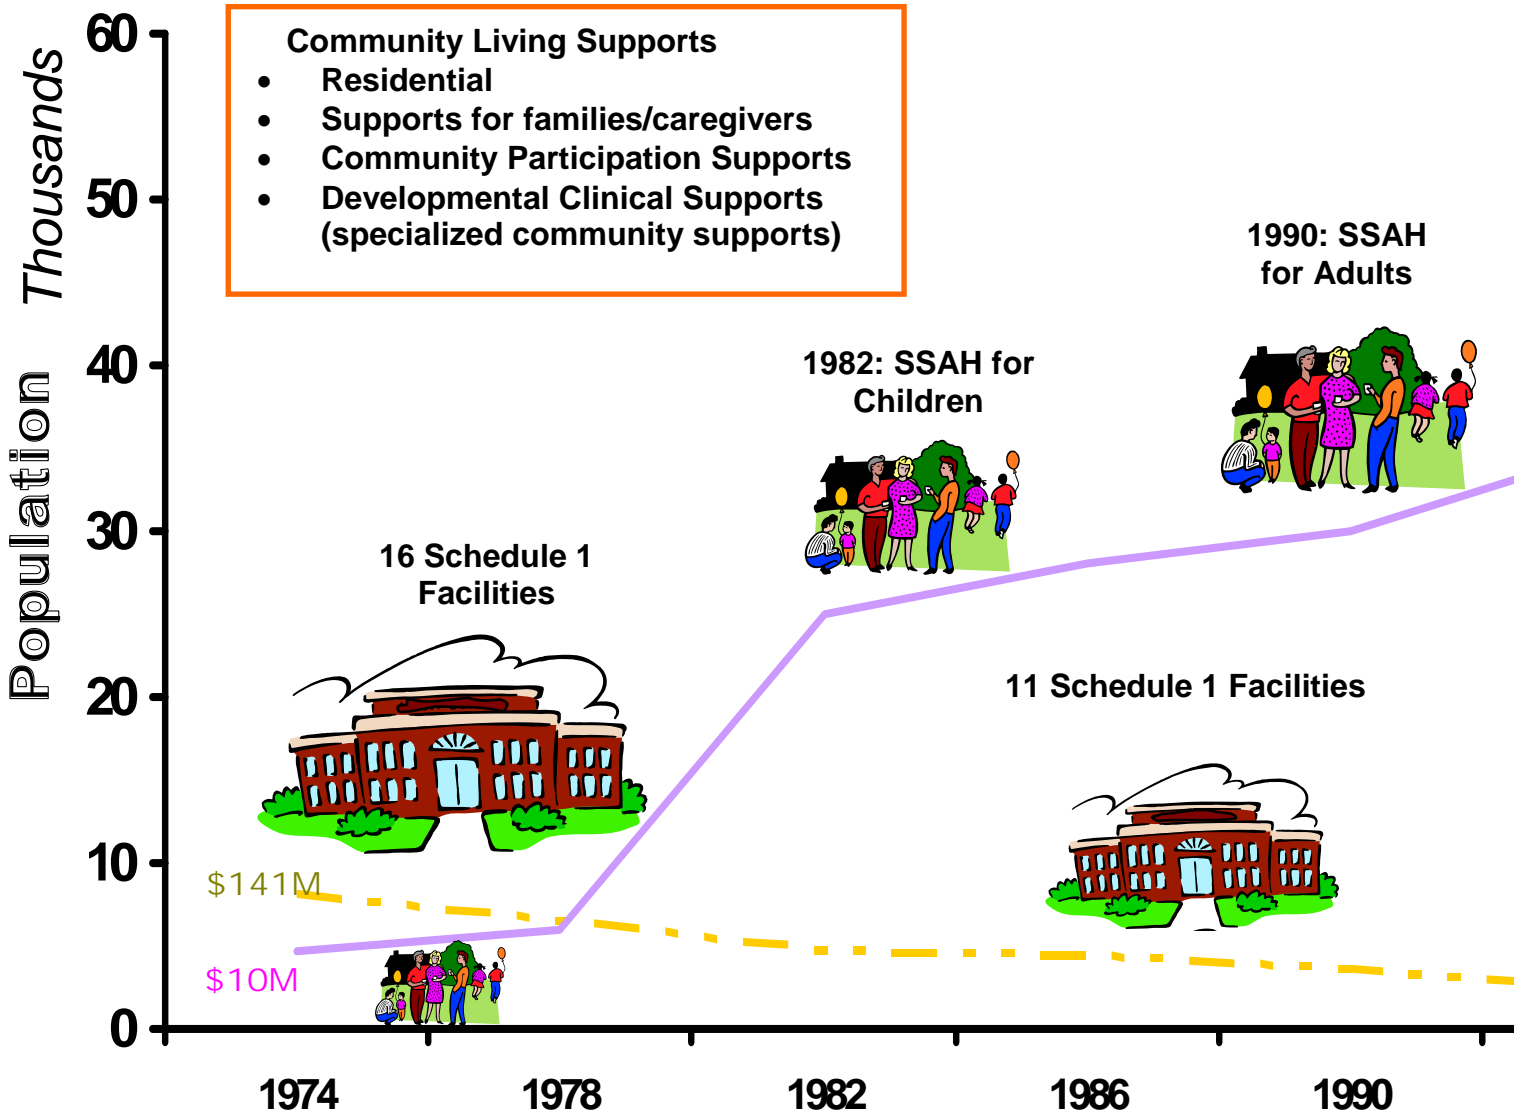 60
50
40
30
20
10
0
Population Thousands
Community Living Supports
• Residential
• Supports for families/caregivers
• Community Participation Supports
• Developmental Clinical Supports
(specialized community supports)
1990: SSAH
for Adults
1982: SSAH for
Children
16 Schedule 1
Facilities
11 Schedule 1 Facilities
$141M
$10M
1974 1978 1982 1986 1990